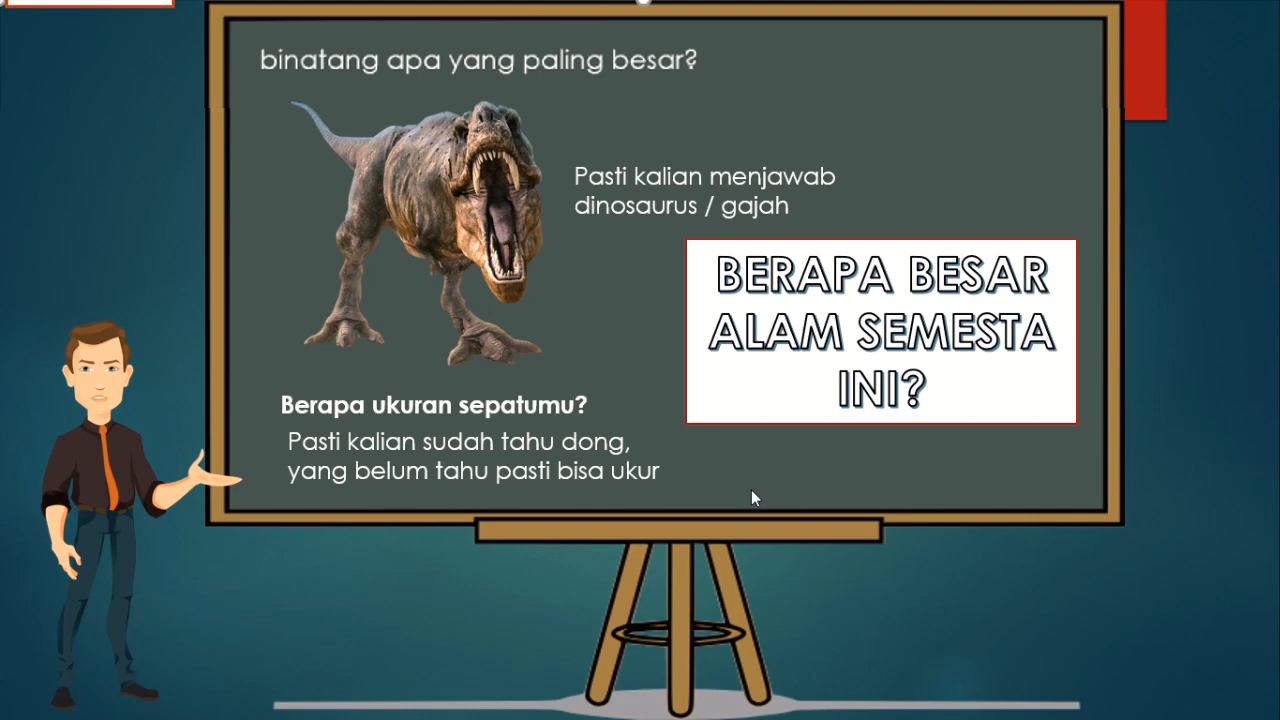 binatang apa yang paling besar?
Pasti kalian menjawab
dinosaurus / gajah
BERAPA BESAR
ALAM SEMESTA
INI?
Berapa ukuran sepatumu?
Pasti kalian sudah tahu dong,
yang belum tahu pasti bisa ukur